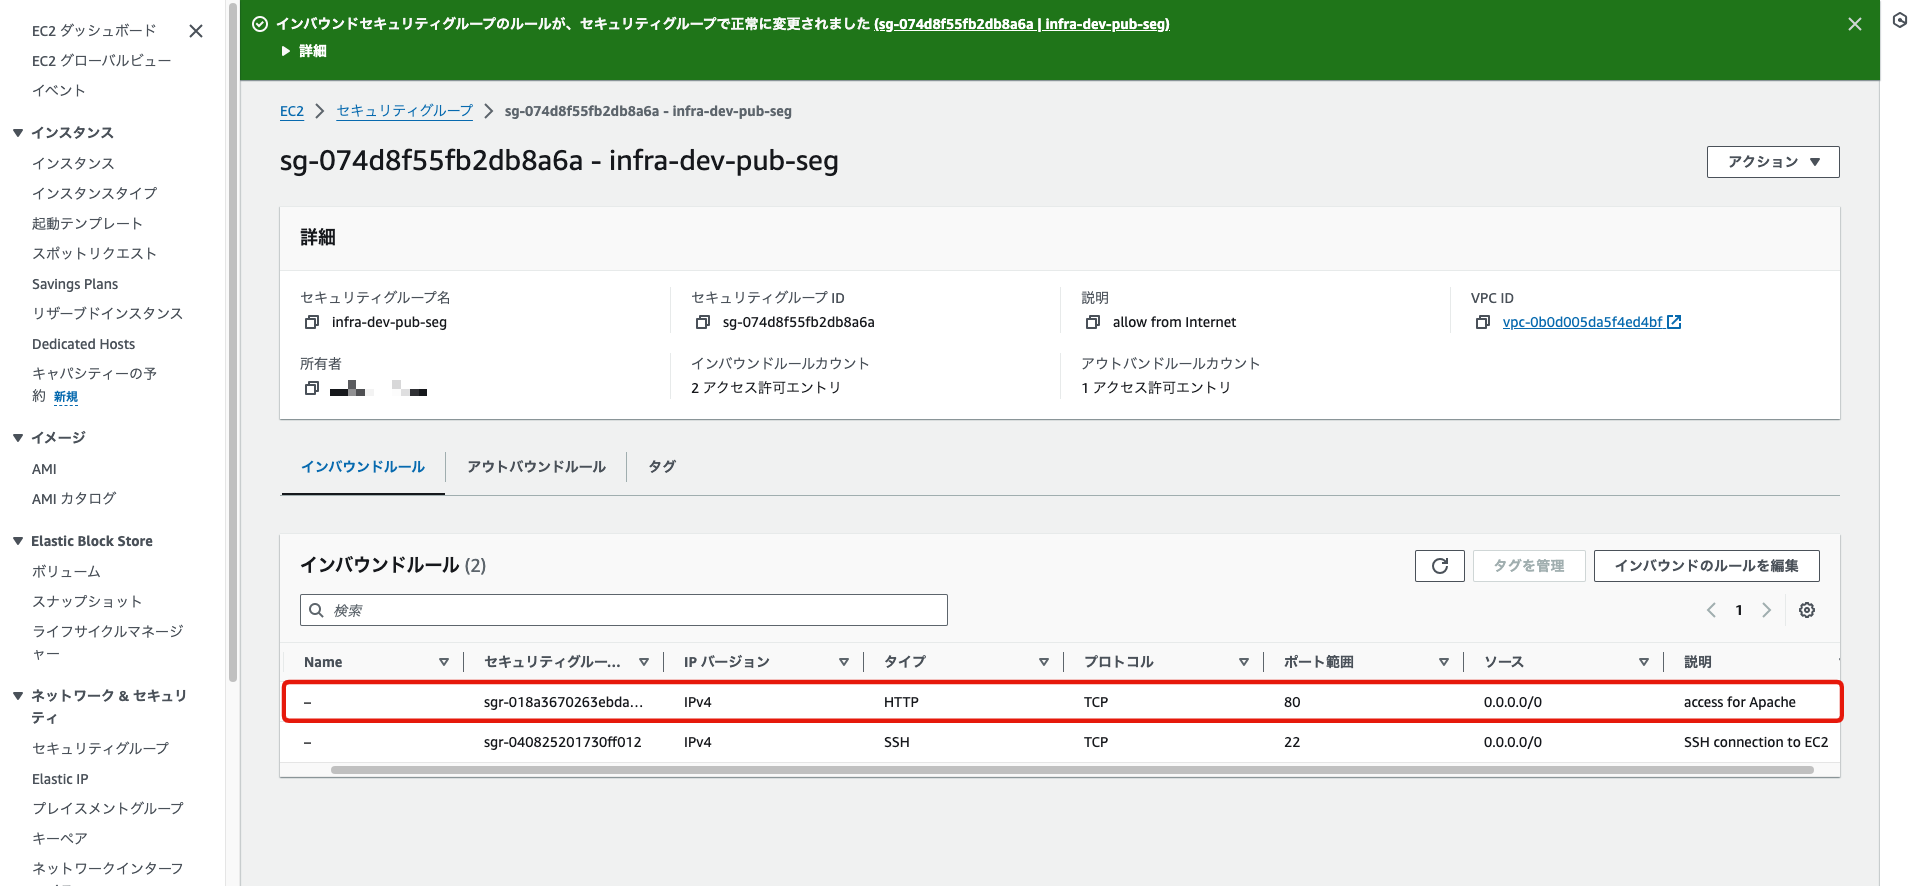 EC2 ダッシュボード
EC2 グローバルビュー
イベント
インスタンス
インスタンス
インスタンスタイプ
起動テンプレート
スポットリクエスト
Savings Plans
リザーブドインスタンス
Dedicated Hosts
キャパシティーの予
約 新規
イメージ
AMI
AMI カタログ
Elastic Block Store
ボリューム
スナップショット
ライフサイクルマネージ
ャー
ネットワーク & セキュリ
ティ
セキュリティグループ
Elastic IP
プレイスメントグループ
キーペア
ネットワークインターフ
インバウンドセキュリティグループのルールが、セキュリティグループで正常に変更されました (sg-074d8f55fb2db8a6a | infra-dev-pub-seg)
詳細
EC2 セキュリティグループ sg-074d8f55fb2db8a6a - infra-dev-pub-seg
sg-074d8f55fb2db8a6a - infra-dev-pub-seg
アクション
詳細
セキュリティグループ名
infra-dev-pub-seg
セキュリティグループ ID
sg-074d8f55fb2db8a6a
説明
allow from Internet
VPC ID
vpc-0b0d005da5f4ed4bf
所有者
インバウンドルールカウント
2 アクセス許可エントリ
アウトバンドルールカウント
1 アクセス許可エントリ
インバウンドルール アウトバウンドルール タグ
インバウンドルール (2)
タグを管理 インバウンドのルールを編集
検索
1
Name セキュリティグルー... IP バージョン タイプ プロトコル ポート範囲 ソース 説明
– sgr-018a3670263ebda... IPv4 HTTP TCP 80 0.0.0.0/0 access for Apache
– sgr-040825201730ff012 IPv4 SSH TCP 22 0.0.0.0/0 SSH connection to EC2